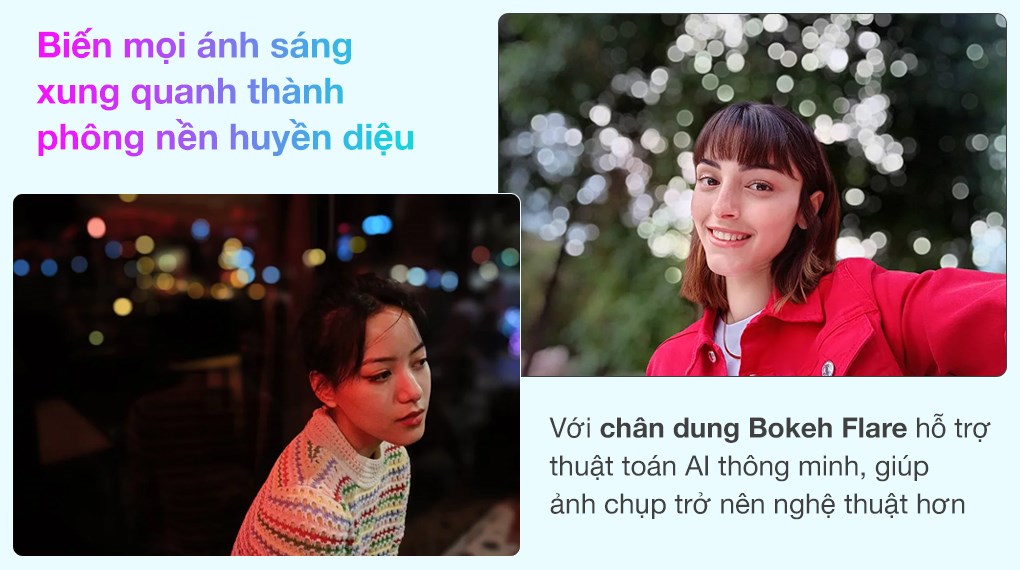 Biến mọi ánh sáng
xung quanh thành
phông nền huyền diệu
Với chân dung Bokeh Flare hỗ trợ
thuật toán AI thông minh, giúp
ảnh chụp trở nên nghệ thuật hơn